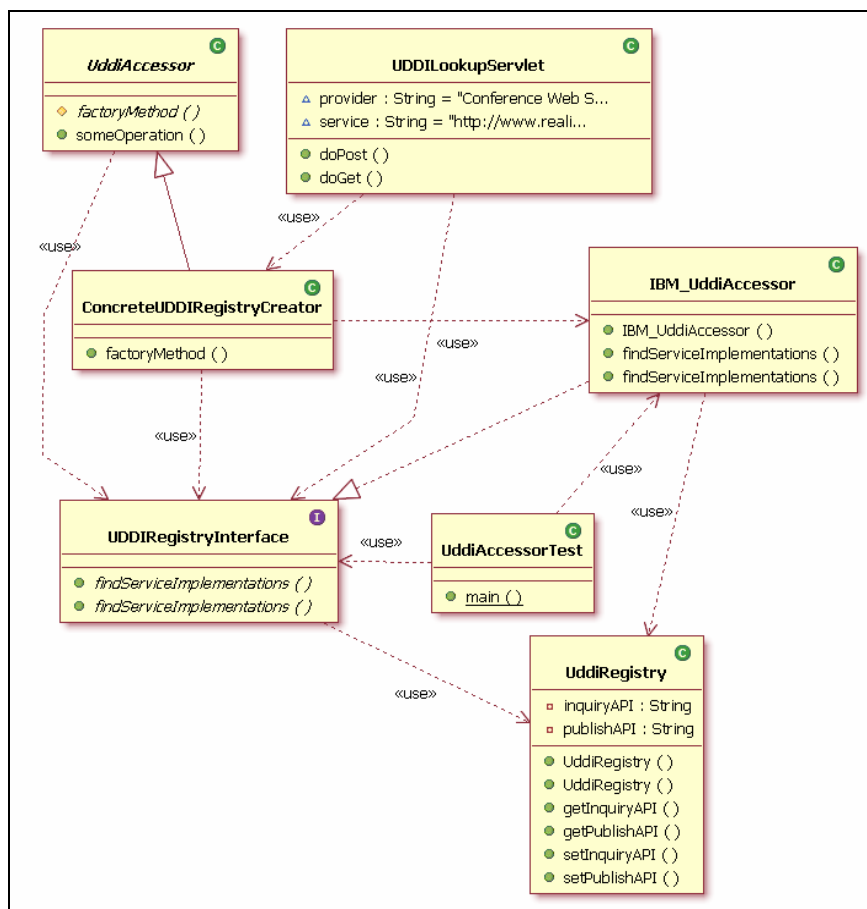 C
UddiAccessor
factoryMethod ( )
someOperation ( )
C
UDDILookupServlet
provider : String = "Conference Web S...
service : String = "http://www.reali...
doPost ( )
doGet ( )
«use»
«use»
C
ConcreteUDDIRegistryCreator
factoryMethod ( )
C
IBM_UddiAccessor
IBM_UddiAccessor ( )
findServiceImplementations ( )
findServiceImplementations ( )
«use»
«use»
«use»
«use»
«use»
I
UDDIRegistryInterface
findServiceImplementations ( )
findServiceImplementations ( )
«use»
C
UddiAccessorTest
main ( )
«use»
C
UddiRegistry
inquiryAPI : String
publishAPI : String
UddiRegistry ( )
UddiRegistry ( )
getInquiryAPI ( )
getPublishAPI ( )
setInquiryAPI ( )
setPublishAPI ( )